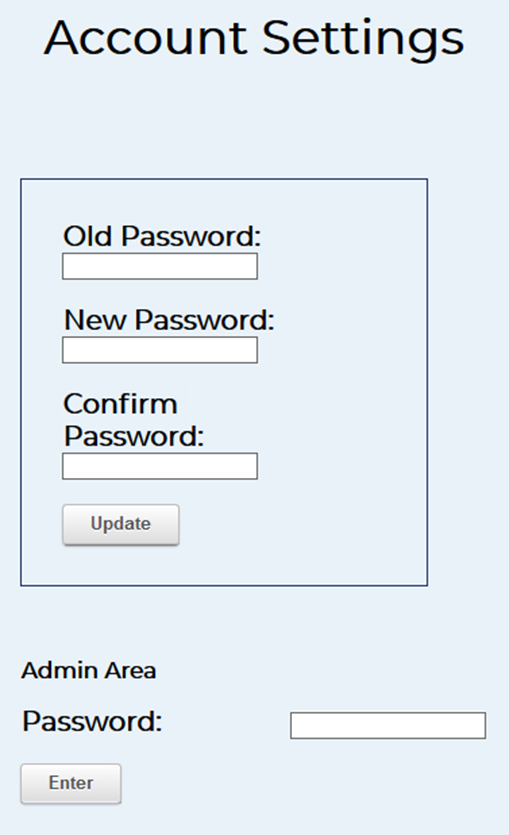 Account Settings
Old Password:
New Password:
Confirm
Password:
Update
Admin Area
Password:
Enter